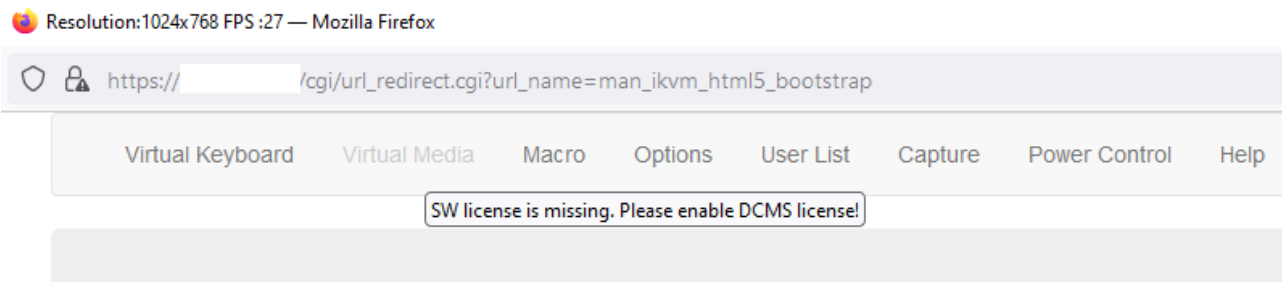 Resolution:1024x768 FPS :27 — Mozilla Firefox
https:// /cgi/url_redirect.cgi?url_name=man_ikvm_html5_bootstrap
Virtual Keyboard Virtual Media Macro Options User List Capture Power Control Help
SW license is missing. Please enable DCMS license!